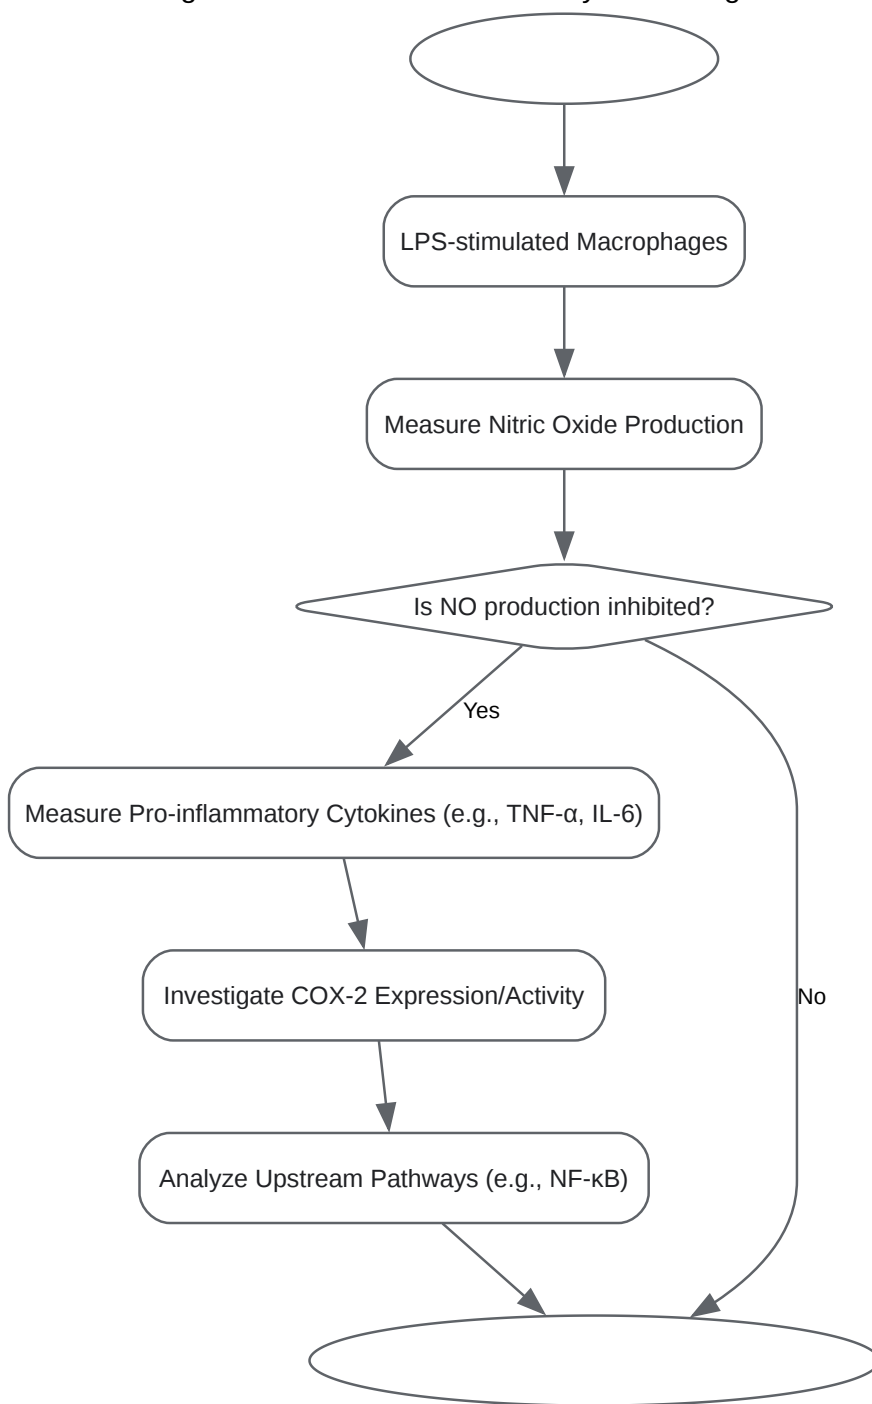 LPS-stimulated Macrophages
Measure Nitric Oxide Production
Is NO production inhibited?
Yes
Measure Pro-inflammatory Cytokines (e.g., TNF-α, IL-6)
Investigate COX-2 Expression/Activity
No
Analyze Upstream Pathways (e.g., NF-κB)